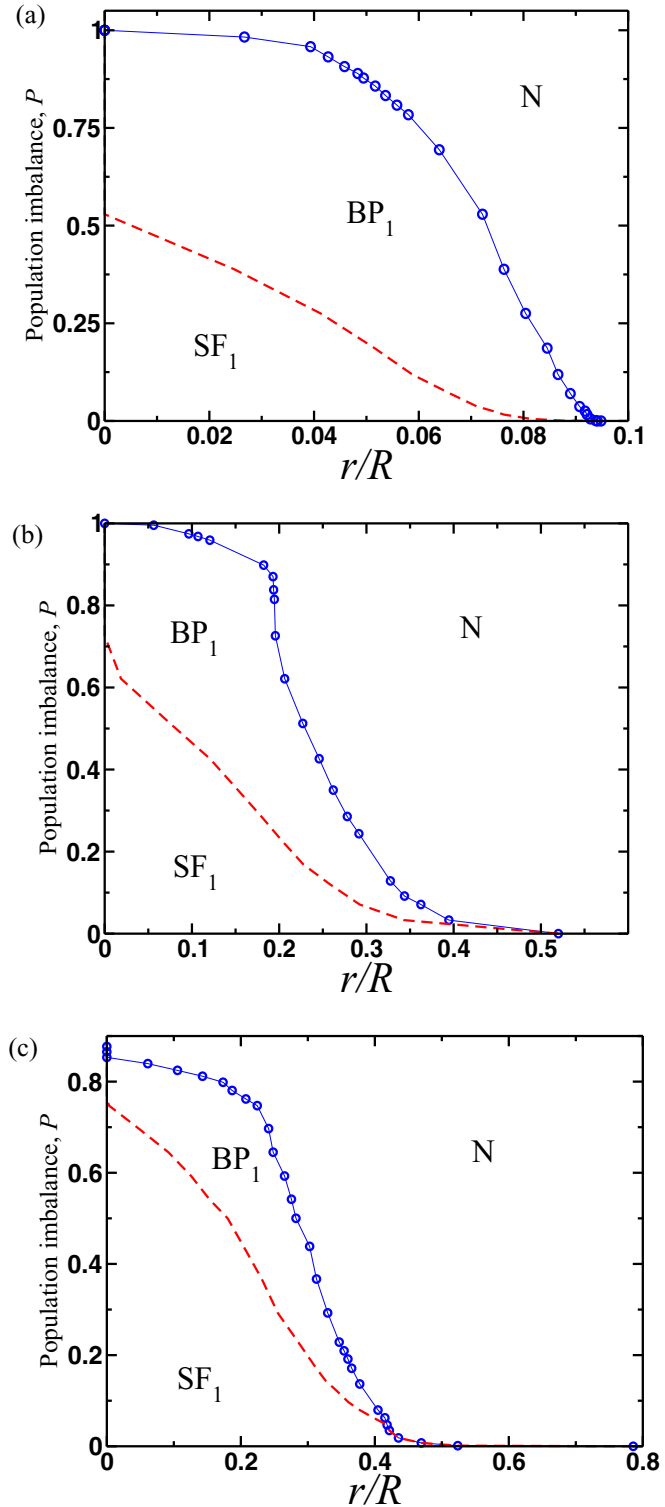 (a)
Population imbalance, P
1
0.75
0.5
0.25
0
N
BP1
SF1
0 0.02 0.04 0.06 0.08 0.1
r/R
(b)
Population imbalance, P
1
0.8
0.6
0.4
0.2
0
BP1
N
SF1
0 0.1 0.2 0.3 0.4 0.5
r/R
(c)
Population imbalance, P
0.8
0.6
0.4
0.2
0
BP1
N
SF1
0 0.2 0.4 0.6 0.8
r/R